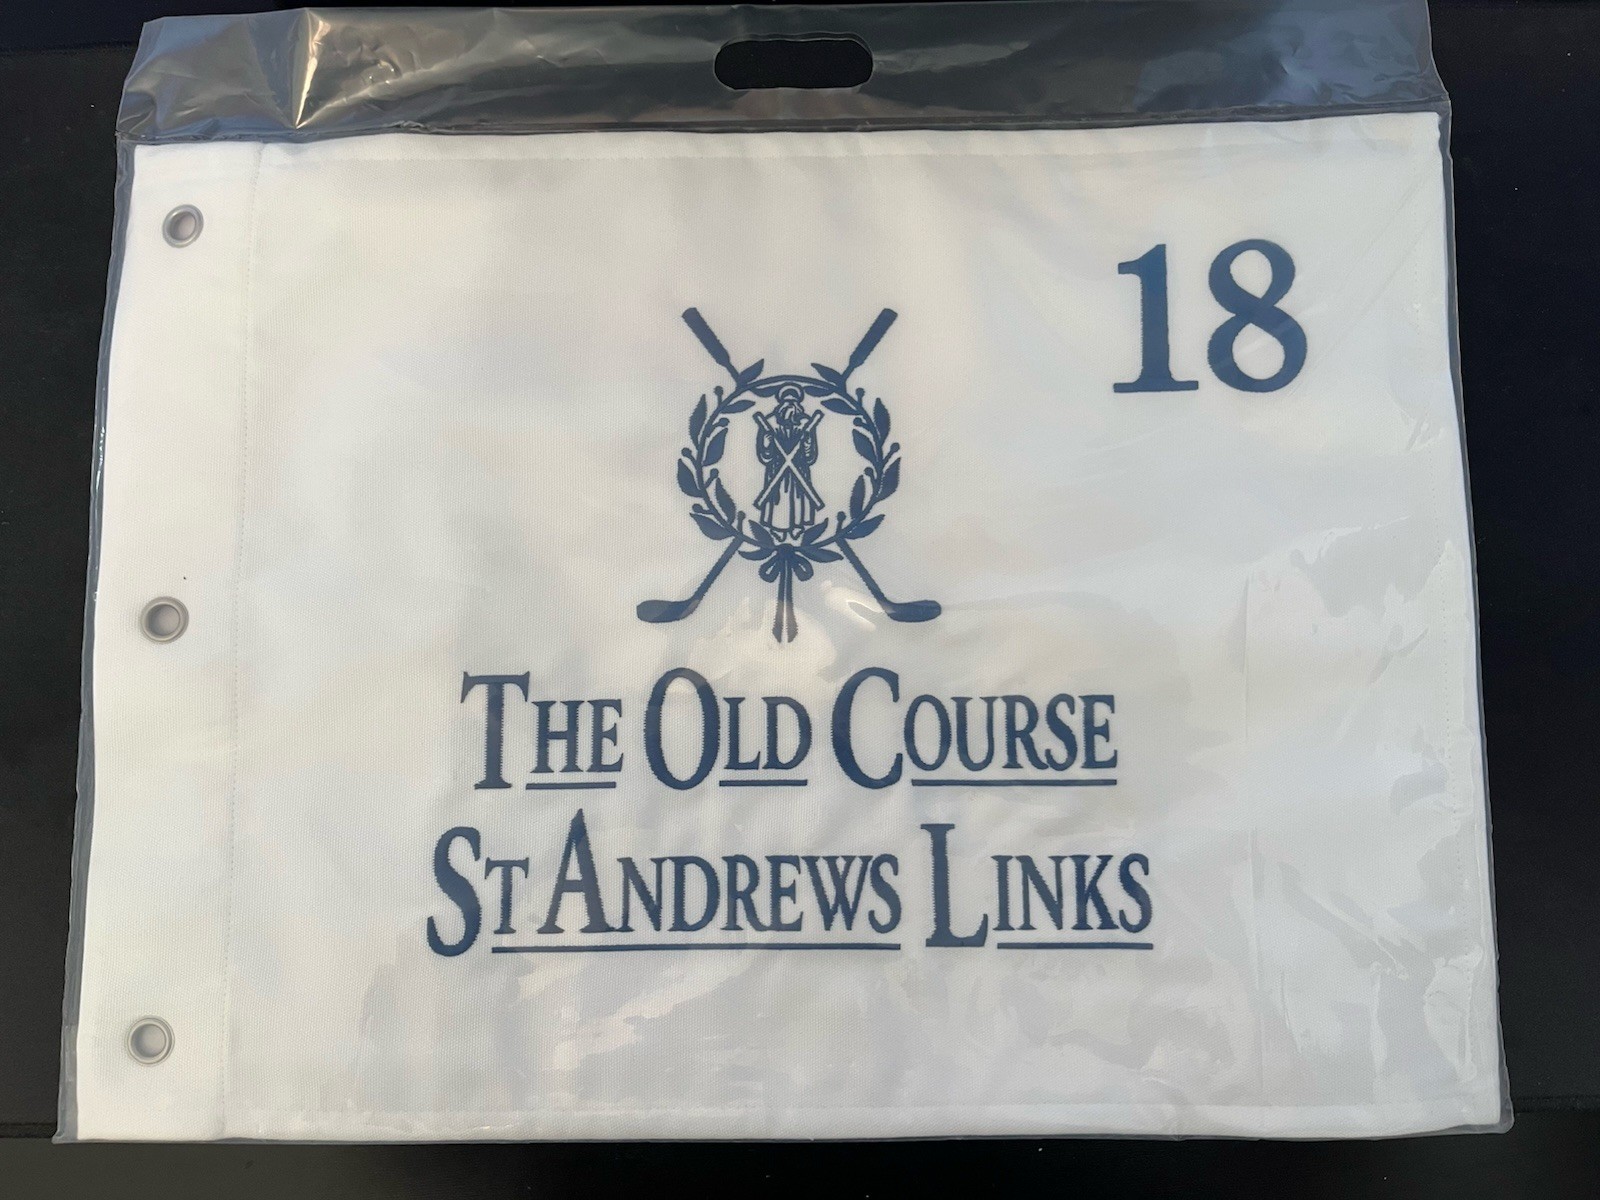 18
THE OLD COURSE
ST ANDREWS LINKS